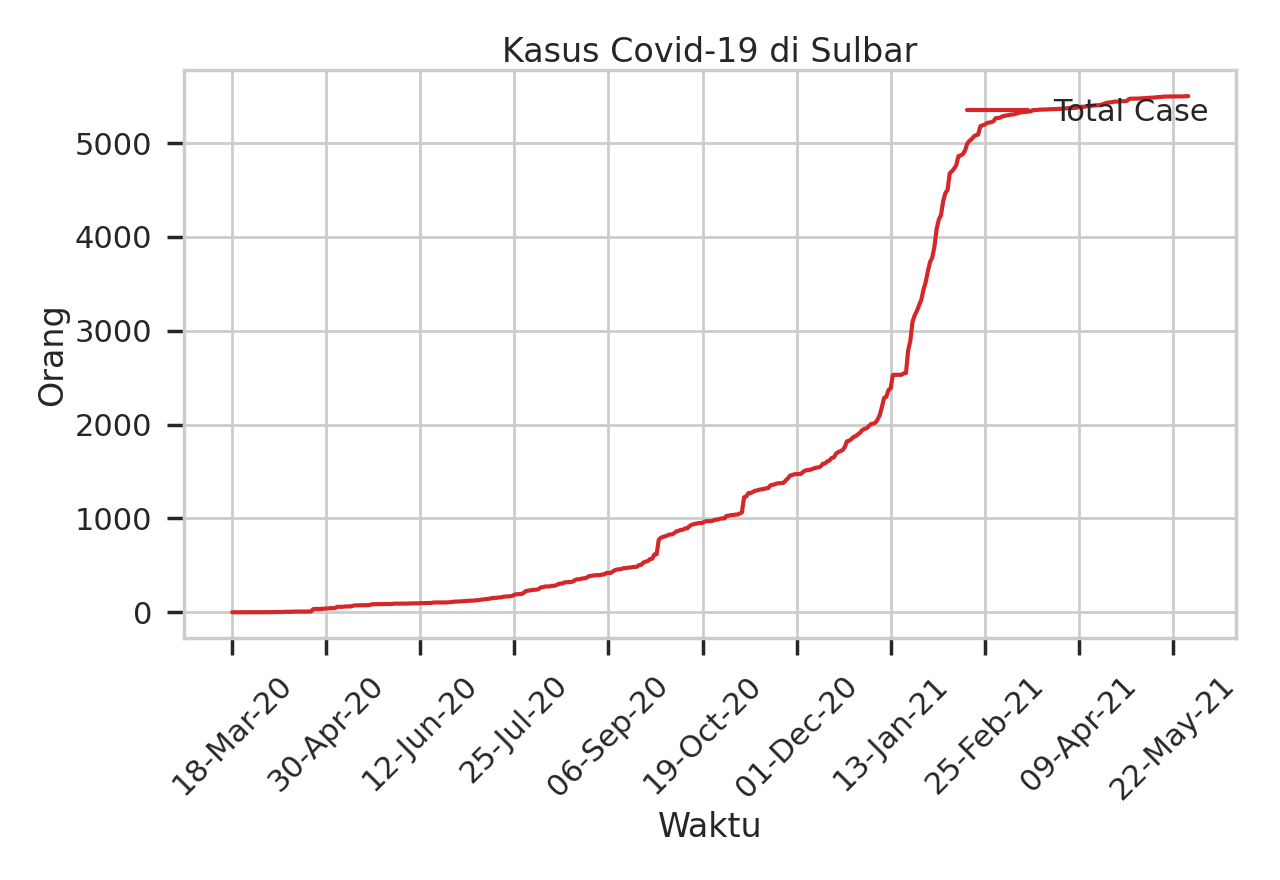 Kasus Covid-19 di Sulbar
Total Case
5000
4000
3000
2000
1000
0
Orang
18-Mar-20
30-Apr-20
12-Jun-20
25-Jul-20
06-Sep-20
19-Oct-20
01-Dec-20
13-Jan-21
25-Feb-21
09-Apr-21
22-May-21
Waktu